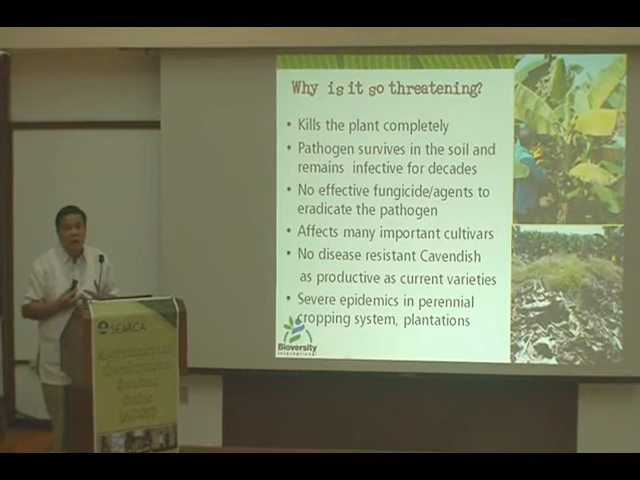 Why is it so threatening?
• Kills the plant completely
• Pathogen survives in the soil and
remains infective for decades
• No effective fungicide/agents to
eradicate the pathogen
• Affects many important cultivars
• No disease resistant Cavendish
as productive as current varieties
• Severe epidemics in perennial
cropping system, plantations
Bioversity
International
SEARCA